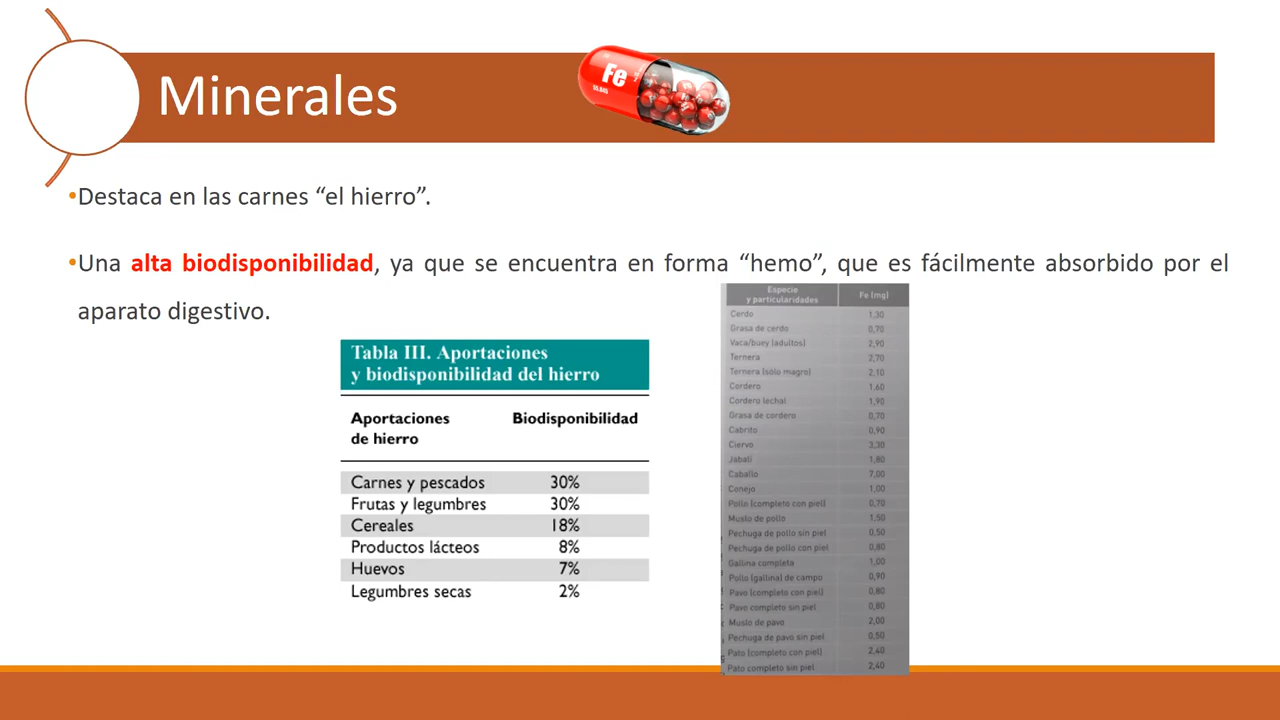 Minerales
Fe
55.845
•Destaca en las carnes “el hierro”.
•Una alta biodisponibilidad, ya que se encuentra en forma “hemo”, que es fácilmente absorbido por el
aparato digestivo.
Tabla III. Aportaciones
y biodisponibilidad del hierro
Aportaciones
de hierro
Biodisponibilidad
Carnes y pescados 30%
Frutas y legumbres 30%
Cereales 18%
Productos lácteos 8%
Huevos 7%
Legumbres secas 2%
Especie
y particularidades
Fe (mg)
Cerdo 1,30
Grasa de cerdo 0,70
Vaca/buey (adultos) 2,90
Ternera 2,70
Ternera (sólo magro) 2,10
Cordero 1,60
Cordero lechal 1,90
Grasa de cordero 0,70
Cabrito 0,90
Ciervo 3,30
Jabalí 1,80
Caballo 7,00
Conejo 1,00
Pollo (completo con piel) 0,70
Muslo de pollo 1,50
Pechuga de pollo sin piel 0,50
Pechuga de pollo con piel 0,80
Gallina completa 1,00
Pollo (gallina) de campo 0,90
Pavo (completo con piel) 0,80
Pavo completo sin piel 0,80
Muslo de pavo 2,00
Pechuga de pavo sin piel 0,50
Pato (completo con piel) 2,40
Pato completo sin piel 2,40